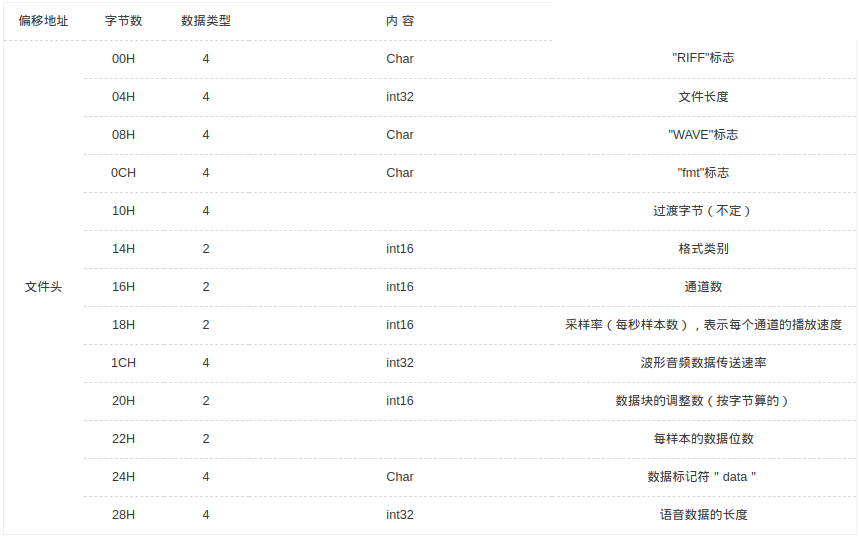 偏移地址 字节数 数据类型 内 容
00H 4 Char "RIFF"标志
04H 4 int32 文件长度
08H 4 Char "WAVE"标志
0CH 4 Char "fmt"标志
10H 4 过渡字节（不定）
14H 2 int16 格式类别
文件头 16H 2 int16 通道数
18H 2 int16 采样率（每秒样本数），表示每个通道的播放速度
1CH 4 int32 波形音频数据传送速率
20H 2 int16 数据块的调整数（按字节算的）
22H 2 每样本的数据位数
24H 4 Char 数据标记符＂data＂
28H 4 int32 语音数据的长度